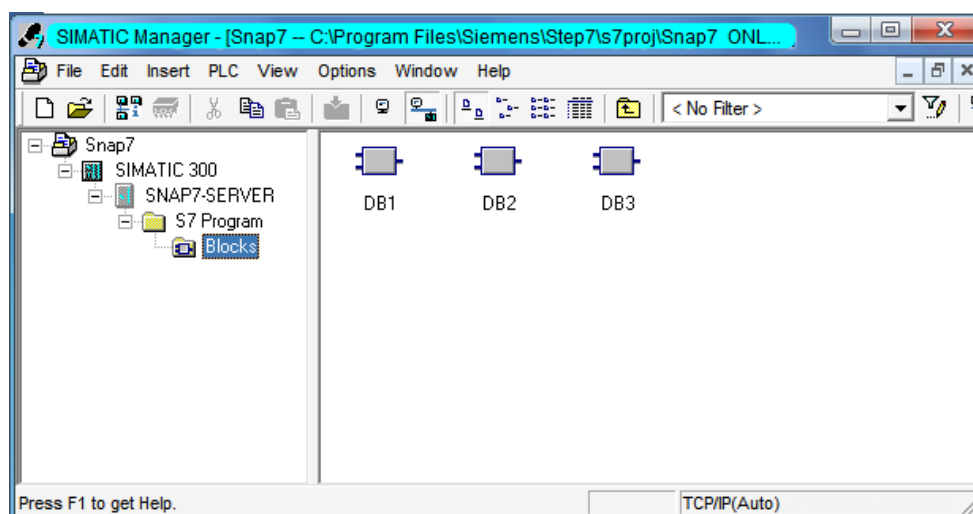 SIMATIC Manager - [Snap7 -- C:\Program Files\Siemens\Step7\s7proj\Snap7 ONL...
File Edit Insert PLC View Options Window Help
< No Filter >
Snap7
SIMATIC 300
SNAP7-SERVER
S7 Program
Blocks
DB1 DB2 DB3
Press F1 to get Help.
TCP/IP(Auto)